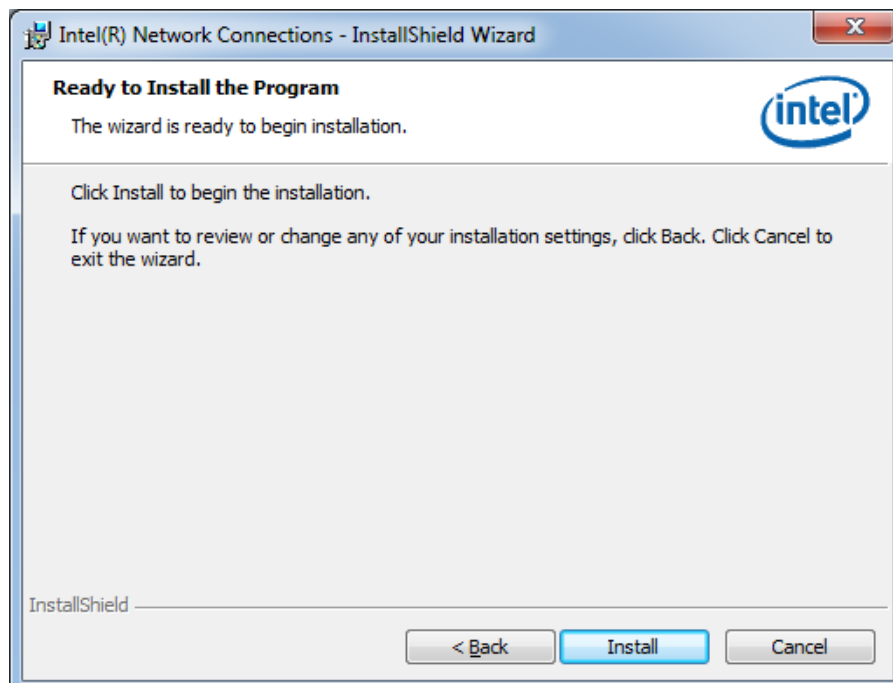 Intel(R) Network Connections - InstallShield Wizard
Ready to Install the Program
The wizard is ready to begin installation.
intel
Click Install to begin the installation.
If you want to review or change any of your installation settings, click Back. Click Cancel to
exit the wizard.
InstallShield
< Back
Install
Cancel